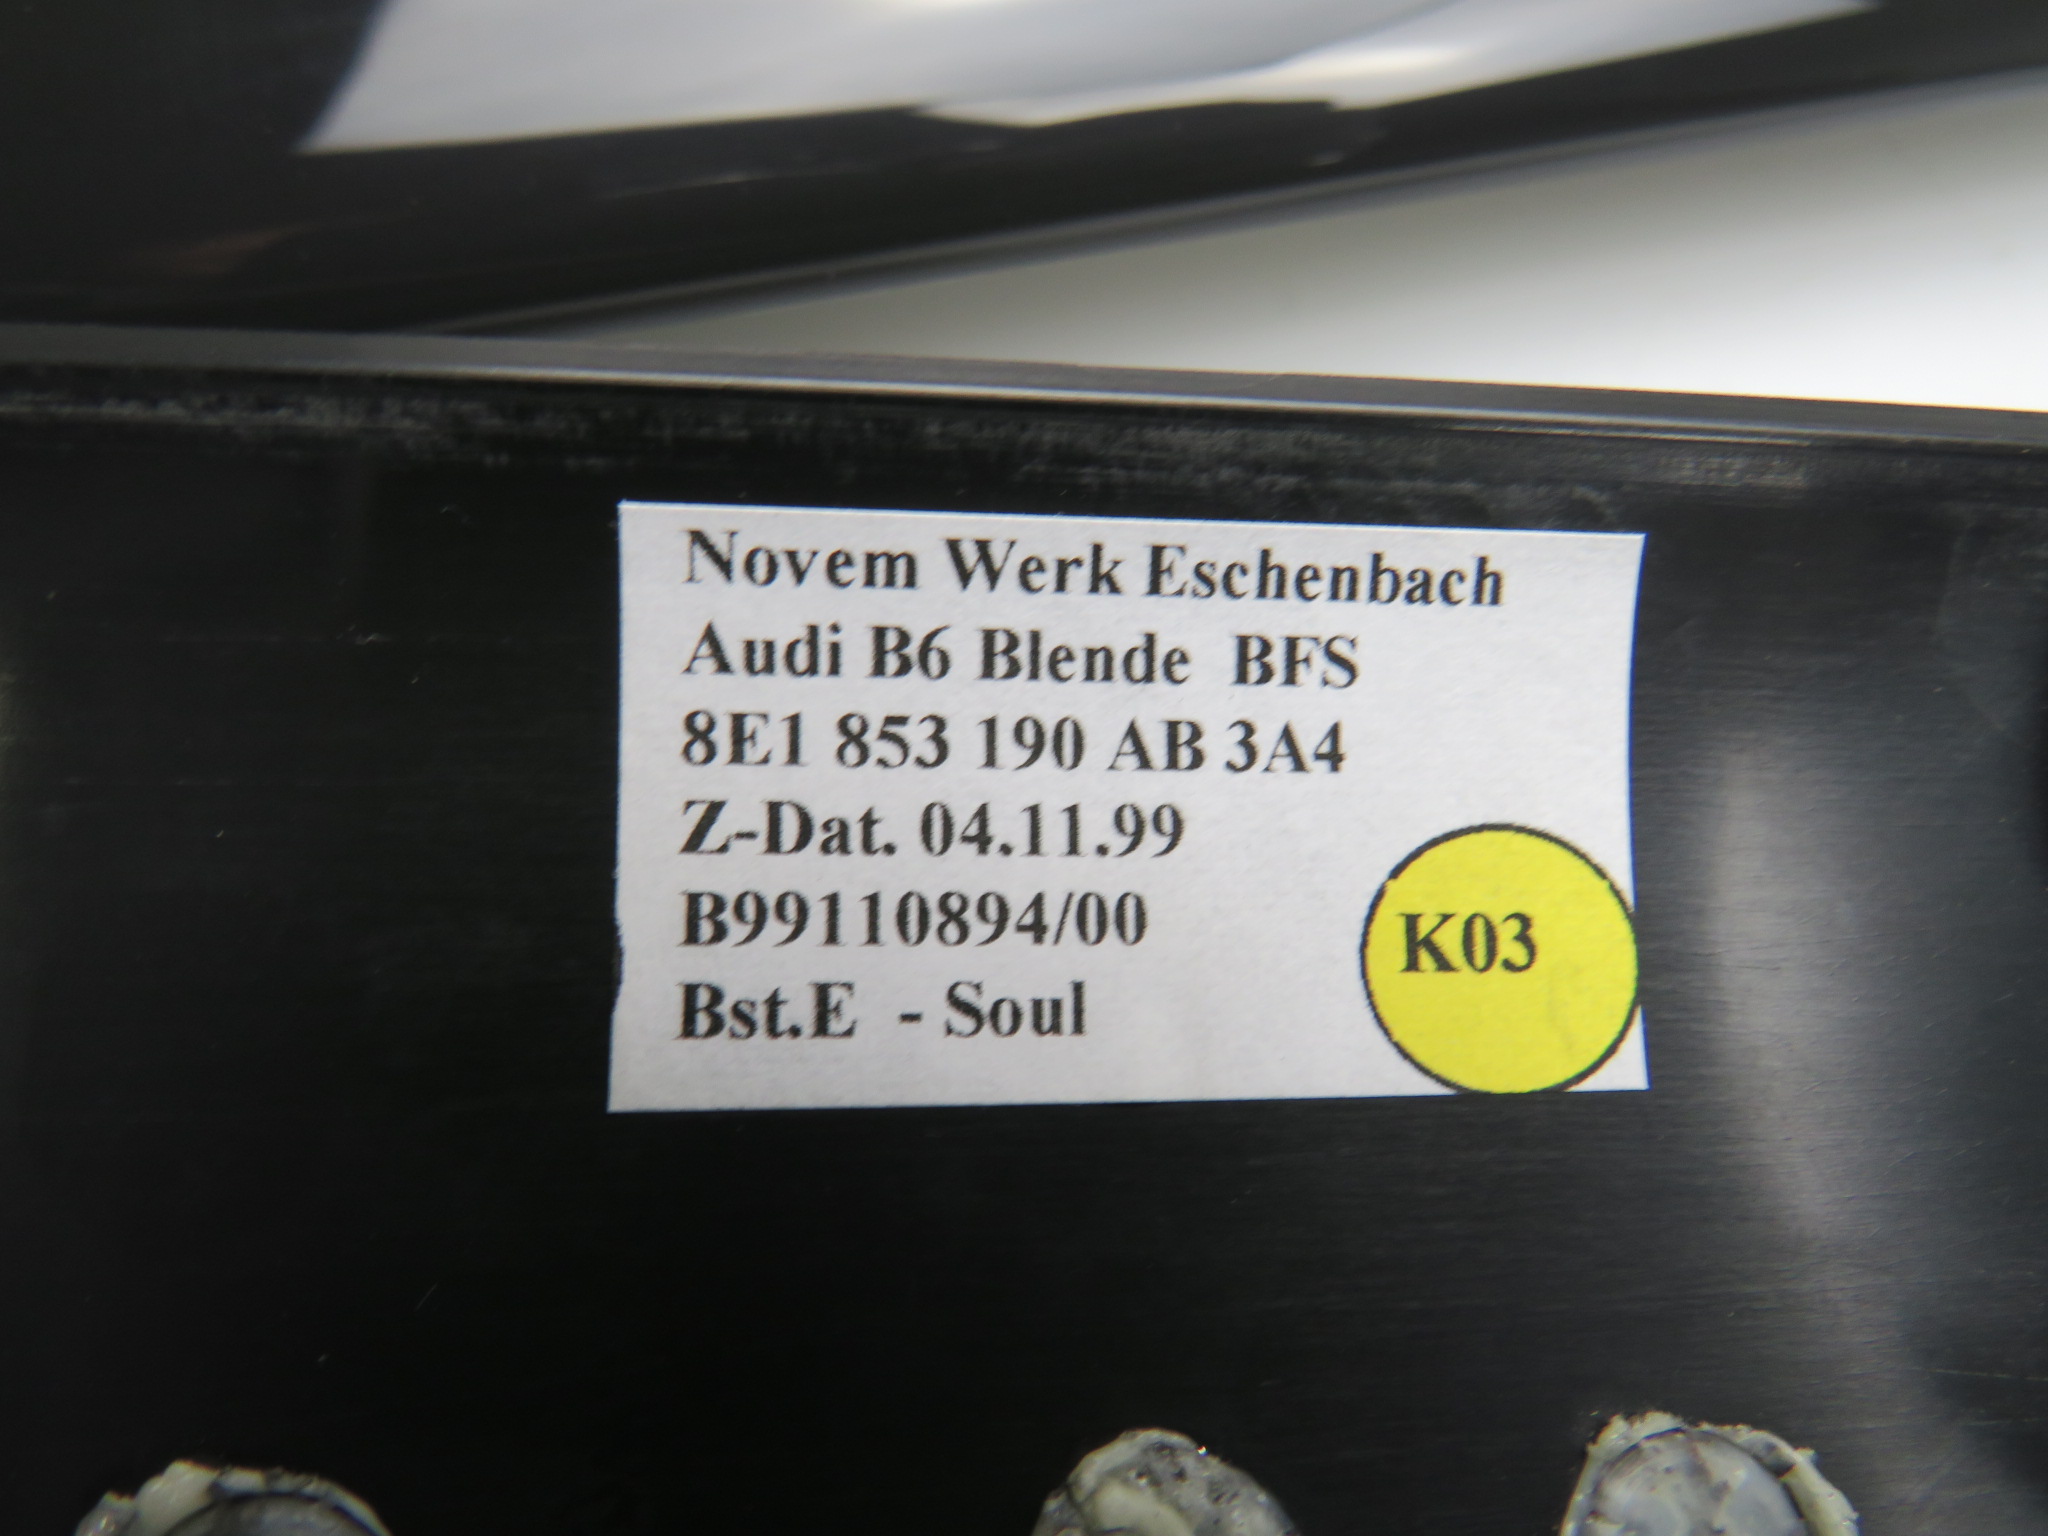 Novem Werk Eschenbach
Audi B6 Blende BFS
8E1 853 190 AB 3A4
Z-Dat. 04.11.99
B99110894/00
K03
Bst.E - Soul